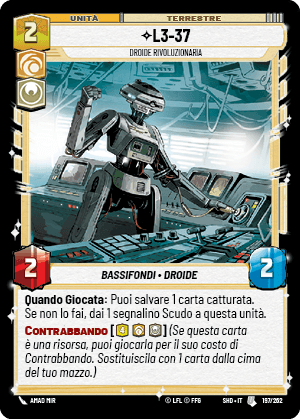 UNITÀ TERRESTRE
2
L3-37
DROIDE RIVOLUZIONARIA
2
BASSIFONDI • DROIDE
2
Quando Giocata: Puoi salvare 1 carta catturata.
Se non lo fai, dai 1 segnalino Scudo a questa unità.
CONTRABBANDO [4] (Se questa carta
è una risorsa, puoi giocarla per il suo costo di
Contrabbando. Sostituiscila con 1 carta dalla cima
del tuo mazzo.)
AMAD MIR
© LFL © FFG
SHD • IT
197/262